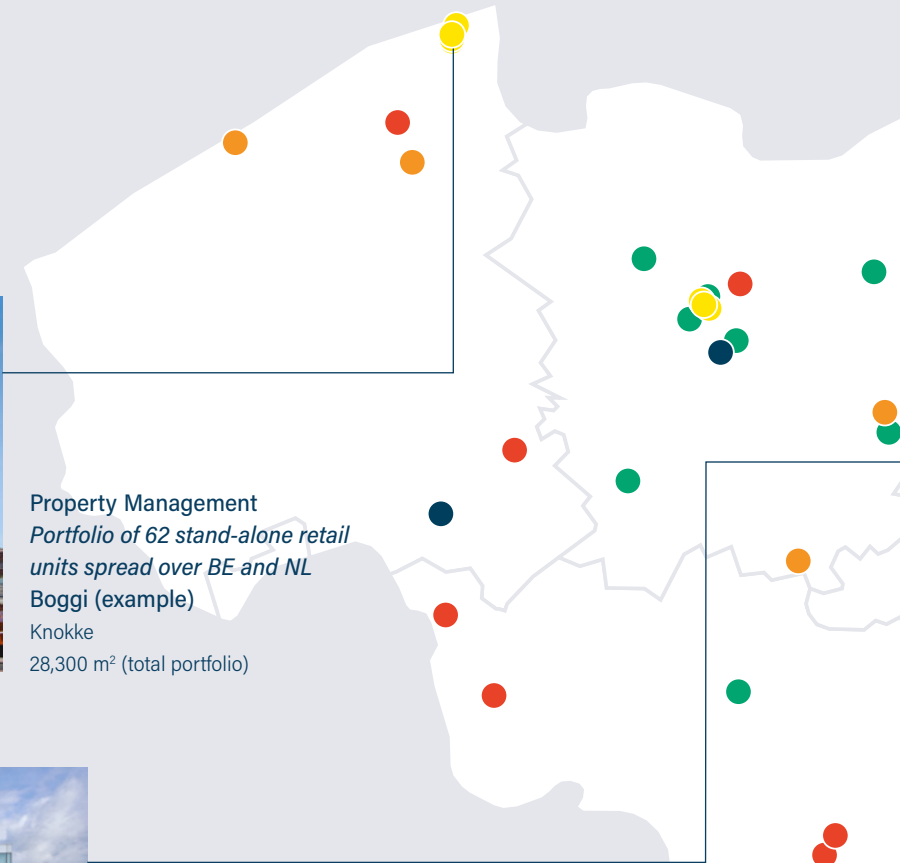 Property Management
Portfolio of 62 stand-alone retail
units spread over BE and NL
Boggi (example)
Knokke
28,300 m² (total portfolio)